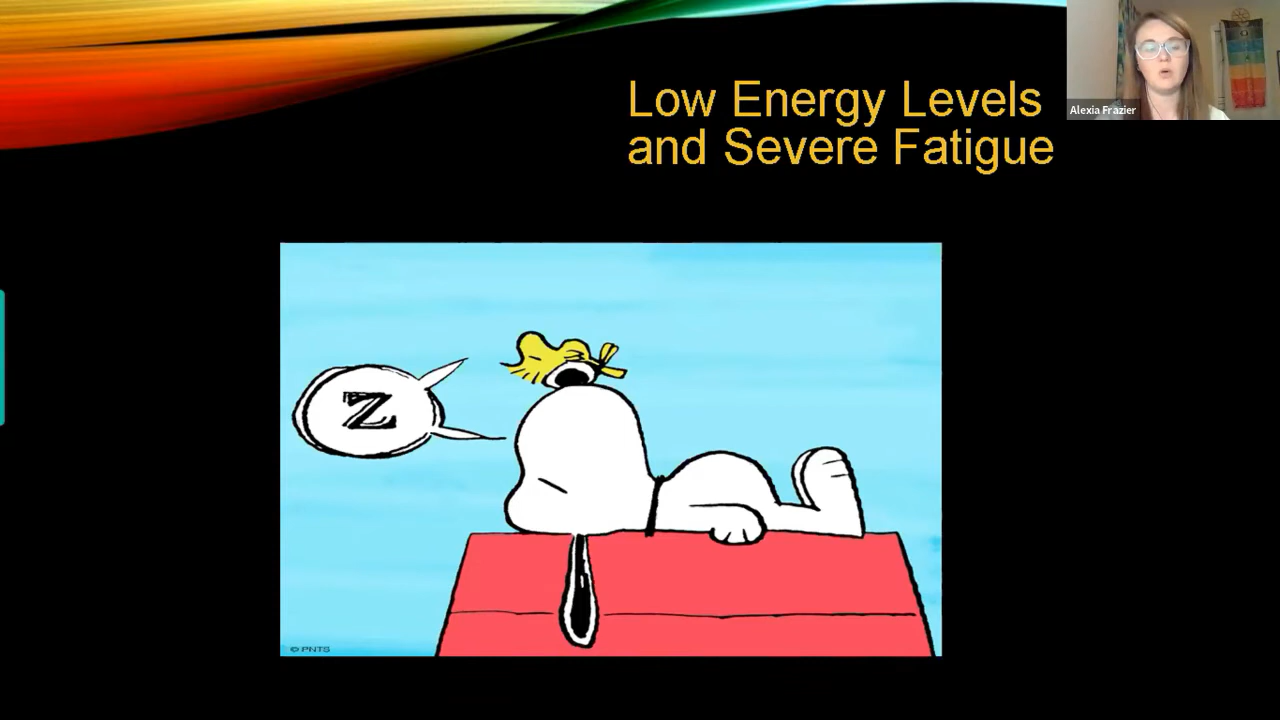 Low Energy Levels
and Severe Fatigue
Alexia Frazier
Z
© PNTS